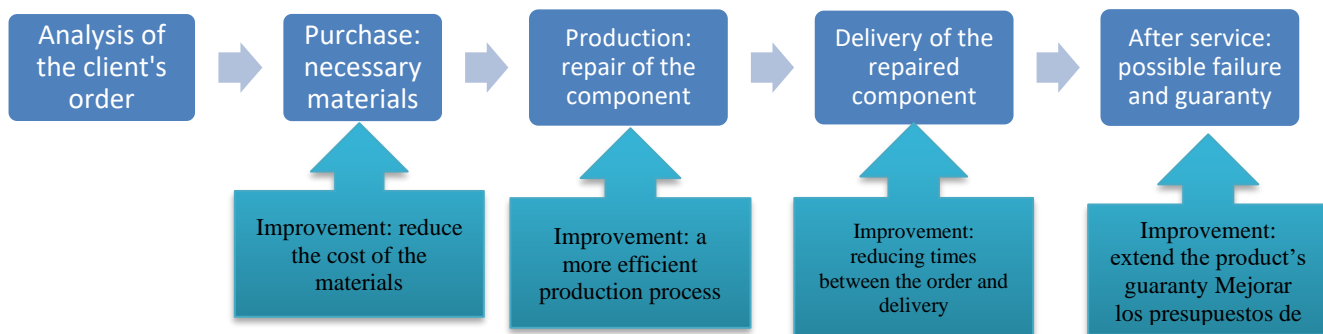 Analysis of
the client's
order
Purchase:
necessary
materials
Production:
repair of the
component
Delivery of the
repaired
component
After service:
possible failure
and guaranty
Improvement: reduce
the cost of the
materials
Improvement: a
more efficient
production process
Improvement:
reducing times
between the order and
delivery
Improvement:
extend the product’s
guaranty Mejorar
los presupuestos de